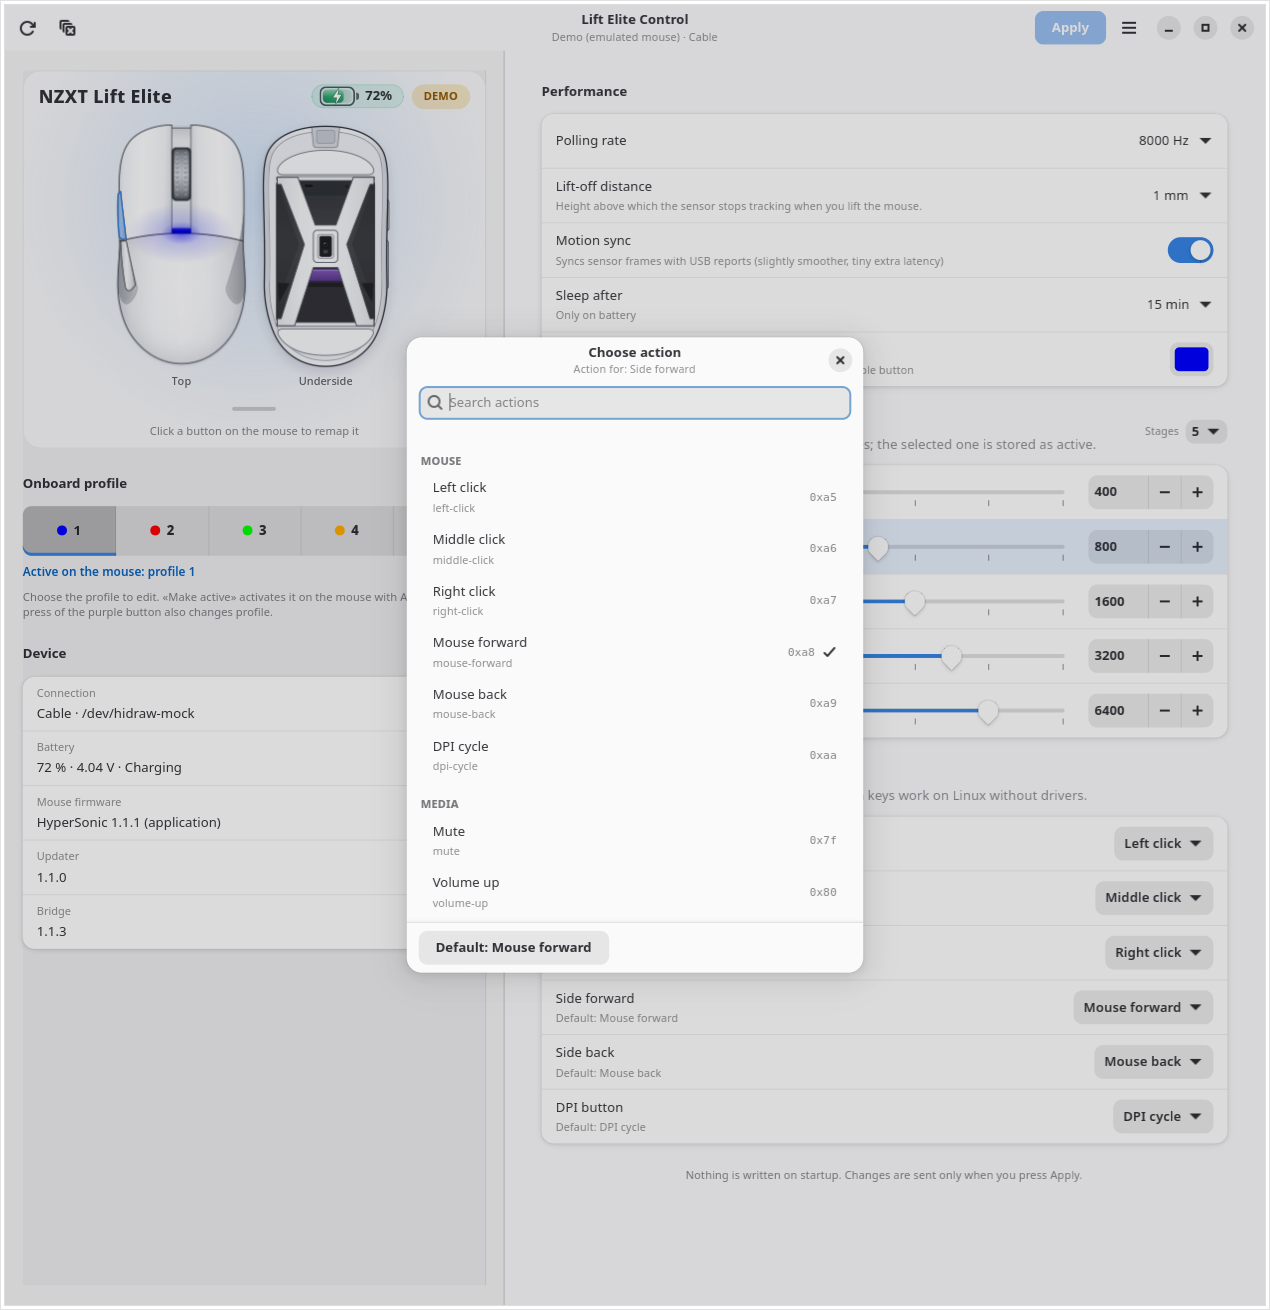 Lift Elite Control
Demo (emulated mouse) · Cable
Apply
NZXT Lift Elite
72%
DEMO
Top
Underside
Click a button on the mouse to remap it
Onboard profile
1
2
3
4
Active on the mouse: profile 1
Choose the profile to edit. «Make active» activates it on the mouse with A
press of the purple button also changes profile.
Device
Connection
Cable · /dev/hidraw-mock
Battery
72 % · 4.04 V · Charging
Mouse firmware
HyperSonic 1.1.1 (application)
Updater
1.1.0
Bridge
1.1.3
Performance
Polling rate
8000 Hz
Lift-off distance
Height above which the sensor stops tracking when you lift the mouse.
1 mm
Motion sync
Syncs sensor frames with USB reports (slightly smoother, tiny extra latency)
Sleep after
Only on battery
15 min
button
Stages
5
; the selected one is stored as active.
400
800
1600
3200
6400
keys work on Linux without drivers.
Left click
Middle click
Right click
Side forward
Default: Mouse forward
Mouse forward
Side back
Default: Mouse back
Mouse back
DPI button
Default: DPI cycle
DPI cycle
Nothing is written on startup. Changes are sent only when you press Apply.
Choose action
Action for: Side forward
Search actions
MOUSE
Left click
left-click
0xa5
Middle click
middle-click
0xa6
Right click
right-click
0xa7
Mouse forward
mouse-forward
0xa8
Mouse back
mouse-back
0xa9
DPI cycle
dpi-cycle
0xaa
MEDIA
Mute
mute
0x7f
Volume up
volume-up
0x80
Default: Mouse forward